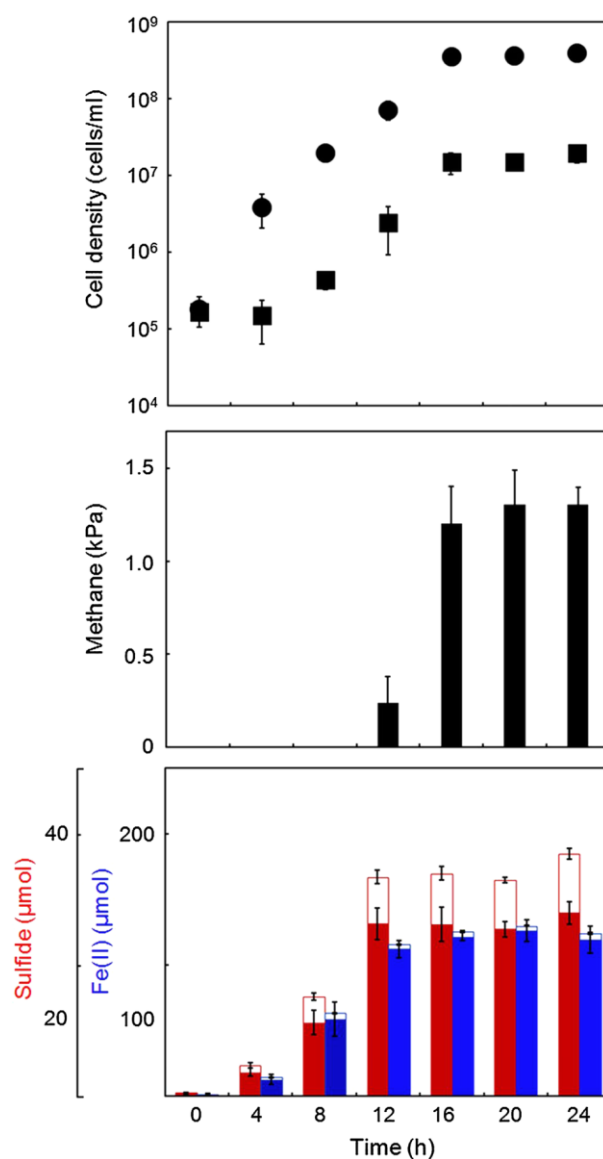 10⁹
10⁸
10⁷
10⁶
10⁵
10⁴
Cell density (cells/ml)
1.5
1.0
0.5
0
Methane (kPa)
40
20
Sulfide (µmol)
200
100
Fe(II) (µmol)
0 4 8 12 16 20 24
Time (h)